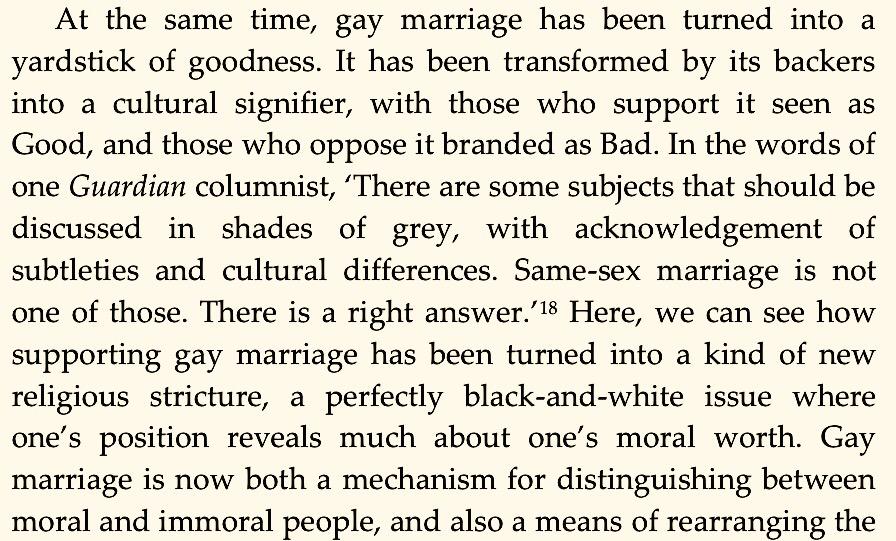 At the same time, gay marriage has been turned into a
yardstick of goodness. It has been transformed by its backers
into a cultural signifier, with those who support it seen as
Good, and those who oppose it branded as Bad. In the words of
one Guardian columnist, ‘There are some subjects that should be
discussed in shades of grey, with acknowledgement of
subtleties and cultural differences. Same-sex marriage is not
one of those. There is a right answer.’18 Here, we can see how
supporting gay marriage has been turned into a kind of new
religious stricture, a perfectly black-and-white issue where
one’s position reveals much about one’s moral worth. Gay
marriage is now both a mechanism for distinguishing between
moral and immoral people, and also a means of rearranging the